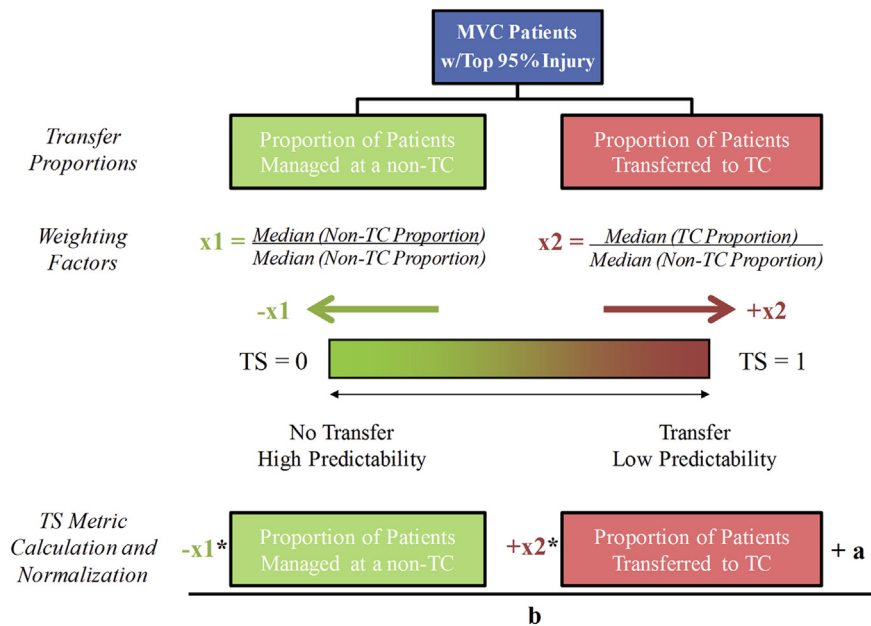 MVC Patients
w/Top 95% Injury
Transfer
Proportions
Proportion of Patients
Managed at a non-TC
Proportion of Patients
Transferred to TC
Weighting
Factors
x1 = Median (Non-TC Proportion)
Median (Non-TC Proportion)
x2 = Median (TC Proportion)
Median (Non-TC Proportion)
-x1
+x2
TS = 0
TS = 1
No Transfer
High Predictability
Transfer
Low Predictability
TS Metric
Calculation and
Normalization
-x1*
Proportion of Patients
Managed at a non-TC
+x2*
Proportion of Patients
Transferred to TC
+ a
b